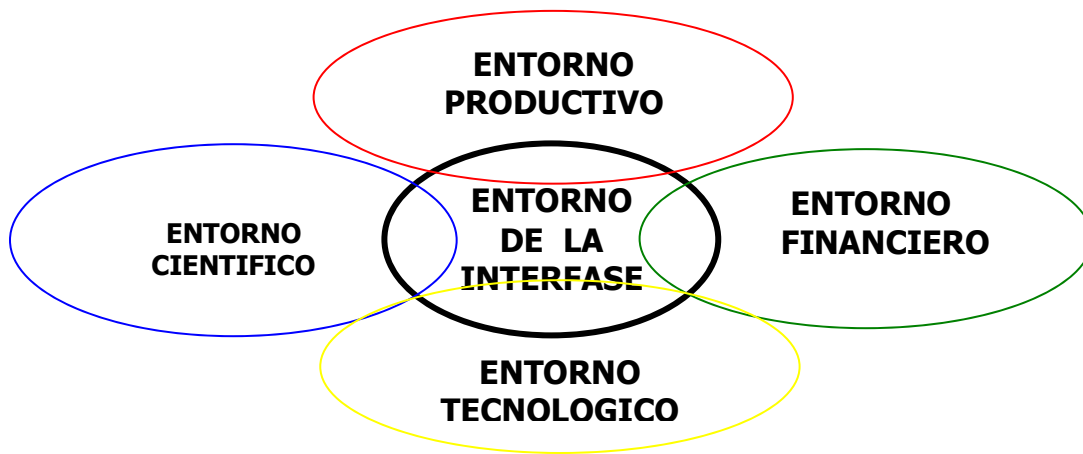 ENTORNO
PRODUCTIVO
ENTORNO
CIENTIFICO
ENTORNO
DE LA
INTERFASE
ENTORNO
FINANCIERO
ENTORNO
TECNOLOGICO